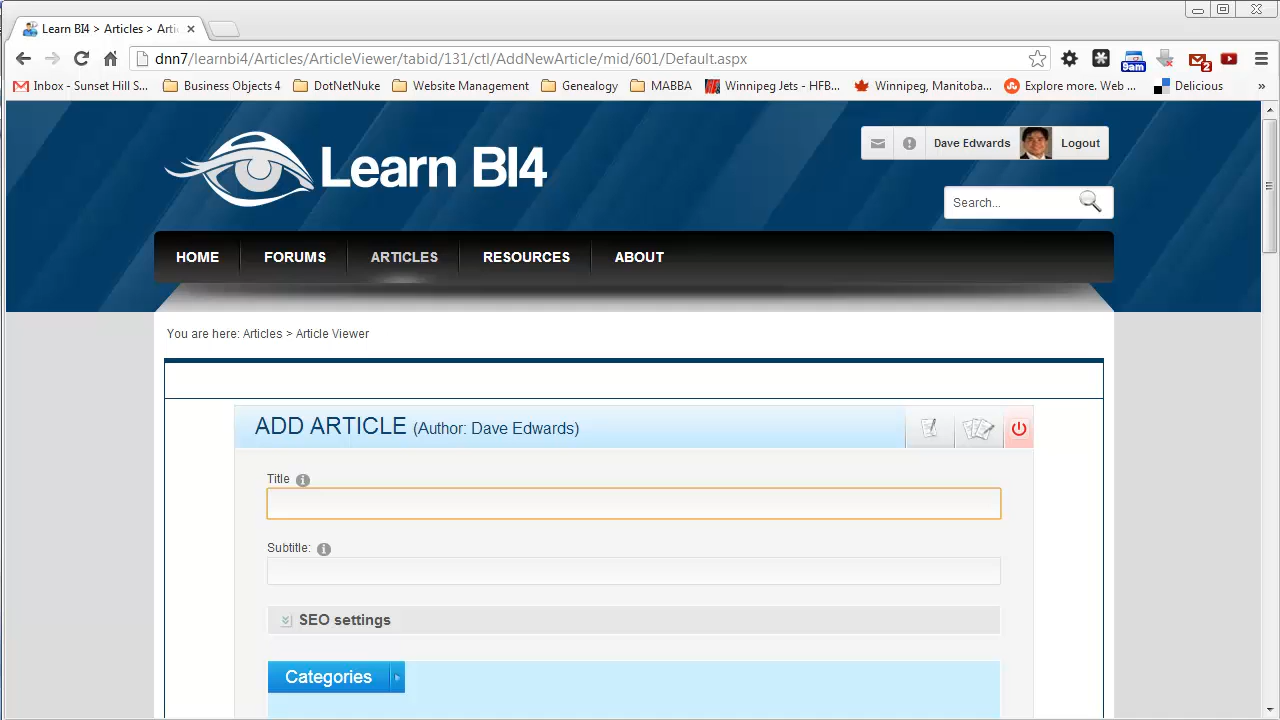 Learn BI4 > Articles > Artic
dnn7/learnbi4/Articles/ArticleViewer/tabid/131/ctl/AddNewArticle/mid/601/Default.aspx
9am
2
Inbox - Sunset Hill S... Business Objects 4 DotNetNuke Website Management Genealogy MABBA Winnipeg Jets - HFB... Winnipeg, Manitoba... Explore more. Web ... Delicious »
Learn BI4
Dave Edwards Logout
Search...
HOME FORUMS ARTICLES RESOURCES ABOUT
You are here: Articles > Article Viewer
ADD ARTICLE (Author: Dave Edwards)
Title
Subtitle:
SEO settings
Categories